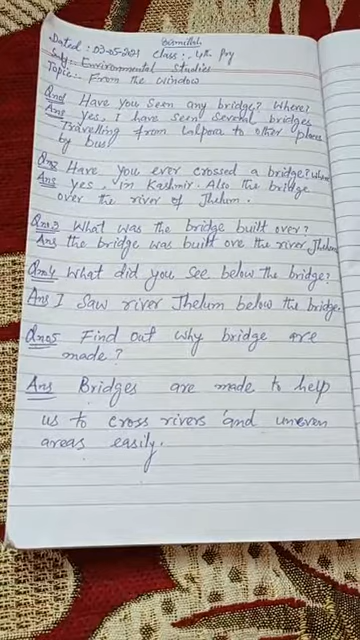 Bismillah
Dated: 03-05-2021 Class:. 4th Pry
Sub:- Environmental Studies
Topic:- From the window
Qno1 Have you seen any bridge? Where?
Ans yes, I have seen several bridges
Travelling from Wspora to other places
by bus
Qno2 Have you ever crossed a bridge? where
Ans yes, in Kashmir. Also the bridge
over the river of Jhelum.
Qno.3 What was the bridge built over?
Ans the bridge was built ove the river Jhelum
Qno4 What did you see below the bridge?
Ans I Saw river Jhelum below the bridge.
Qno5 Find out why bridge are
made?
Ans Bridges are made to help
us to cross rivers and uneven
areas easily.